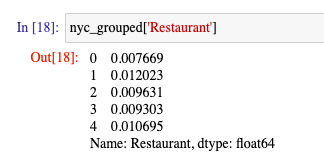 In [18]: nyc_grouped['Restaurant']
Out[18]: 0 0.007669
1 0.012023
2 0.009631
3 0.009303
4 0.010695
Name: Restaurant, dtype: float64